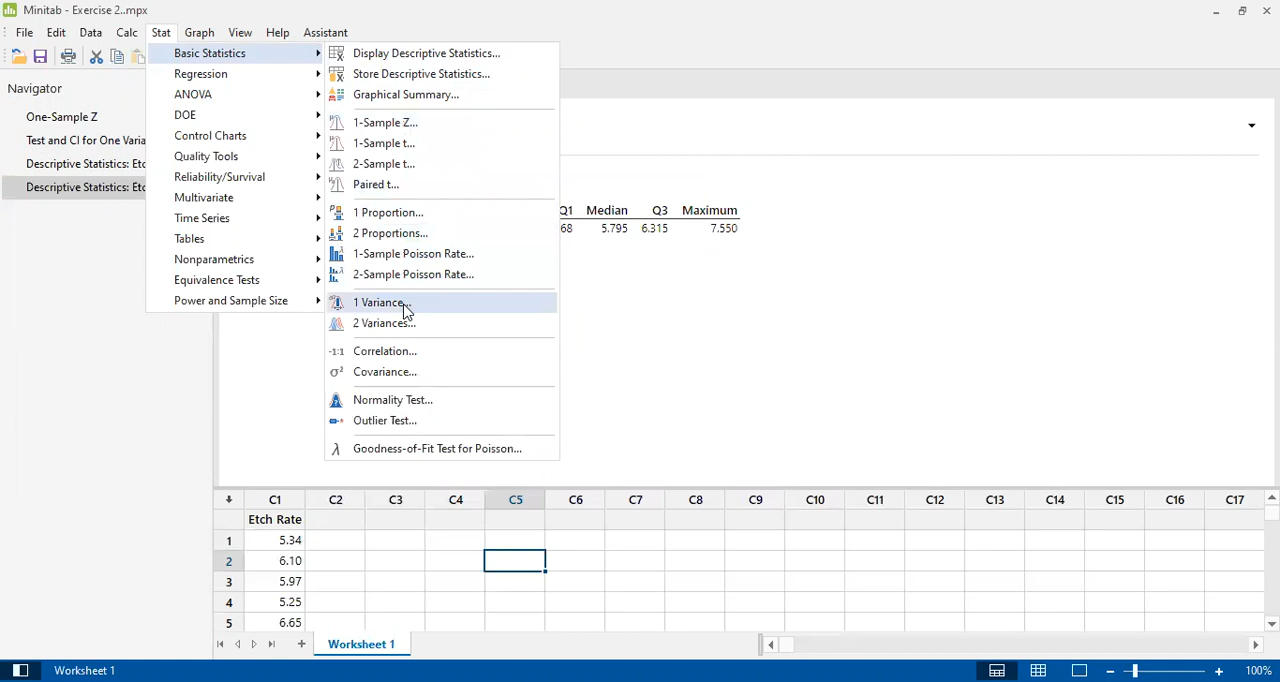 Minitab - Exercise 2..mpx
File Edit Data Calc Stat Graph View Help Assistant
Navigator
One-Sample Z
Test and CI for One Varia
Descriptive Statistics: Etc
Descriptive Statistics: Etc
Basic Statistics
Regression
ANOVA
DOE
Control Charts
Quality Tools
Reliability/Survival
Multivariate
Time Series
Tables
Nonparametrics
Equivalence Tests
Power and Sample Size
Display Descriptive Statistics...
Store Descriptive Statistics...
Graphical Summary...
1-Sample Z...
1-Sample t...
2-Sample t...
Paired t...
1 Proportion...
2 Proportions...
1-Sample Poisson Rate...
2-Sample Poisson Rate...
1 Variance...
2 Variances...
-1:1 Correlation...
σ² Covariance...
Normality Test...
Outlier Test...
λ Goodness-of-Fit Test for Poisson...
Q1 Median Q3 Maximum
68 5.795 6.315 7.550
C1 C2 C3 C4 C5 C6 C7 C8 C9 C10 C11 C12 C13 C14 C15 C16 C17
Etch Rate
1 5.34
2 6.10
3 5.97
4 5.25
5 6.65
Worksheet 1
Worksheet 1
100%